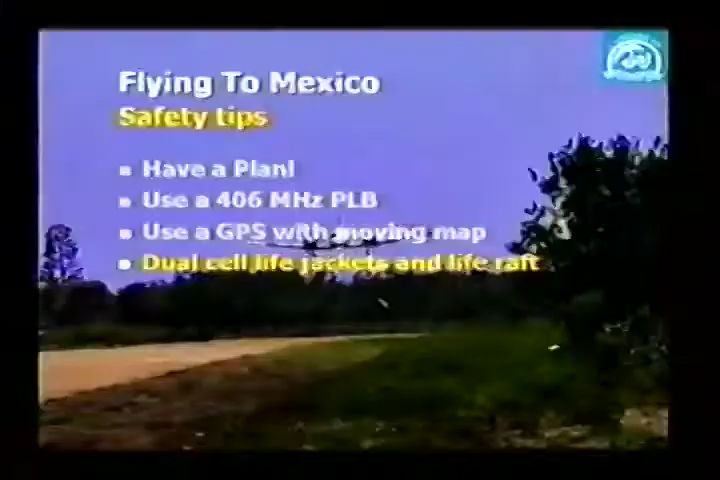 Flying To Mexico
Safety tips
▪ Have a Plan!
▪ Use a 406 MHz PLB
▪ Use a GPS with moving map
▪ Dual cell life jackets and life raft